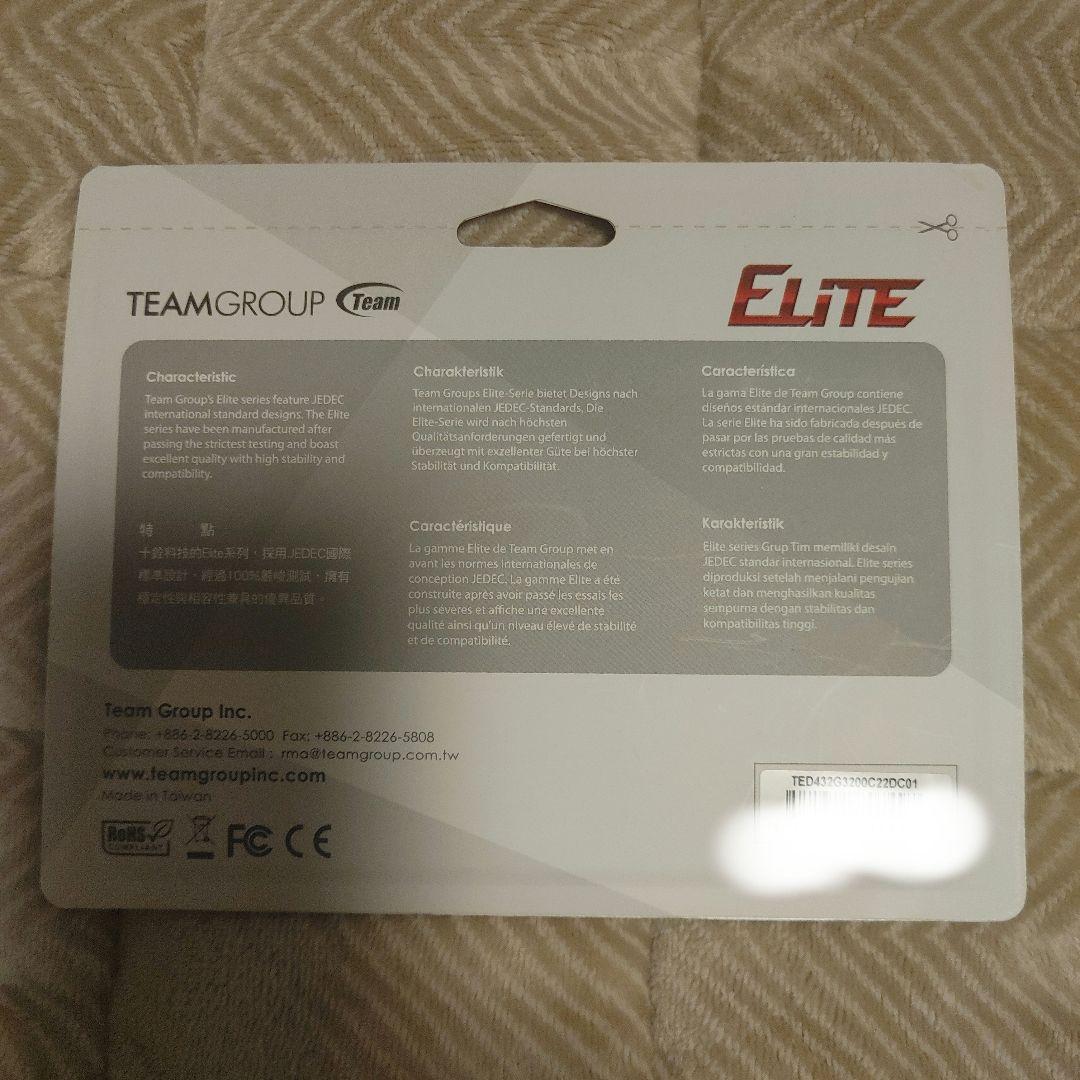 TEAMGROUP Team
ELiTE
Characteristic
Team Group's Elite series feature JEDEC
international standard designs. The Elite
series have been manufactured after
passing the strictest testing and boast
excellent quality with high stability and
compatibility.
Charakteristik
Team Groups Elite-Serie bietet Designs nach
internationalen JEDEC-Standards. Die
Elite-Serie wird nach höchsten
Qualitätsanforderungen gefertigt und
überzeugt mit exzellenter Güte bei höchster
Stabilität und Kompatibilität.
Característica
La gama Elite de Team Group contiene
diseños estándar internacionales JEDEC.
La serie Elite ha sido fabricada después de
pasar por las pruebas de calidad más
estrictas con una gran estabilidad y
compatibilidad.
特 點
十銓科技的Elite系列，採用JEDEC國際
標準設計，經過100%嚴峻測試，擁有
穩定性與相容性兼具的優異品質。
Caractéristique
La gamme Elite de Team Group met en
avant les normes internationales de
conception JEDEC. La gamme Elite a été
construite après avoir passé les essais les
plus sévères et affiche une excellente
qualité ainsi qu'un niveau élevé de stabilité
et de compatibilité.
Karakteristik
Elite series Grup Tim memiliki desain
JEDEC standar internasional. Elite series
diproduksi setelah menjalani pengujian
ketat dan menghasilkan kualitas
sempurna dengan stabilitas dan
kompatibilitas tinggi.
Team Group Inc.
Phone: +886-2-8226-5000 Fax: +886-2-8226-5808
Customer Service Email : rma@teamgroup.com.tw
www.teamgroupinc.com
Made in Taiwan
RoHS
COMPLIANT
FC CE
TED432G3200C22DC01